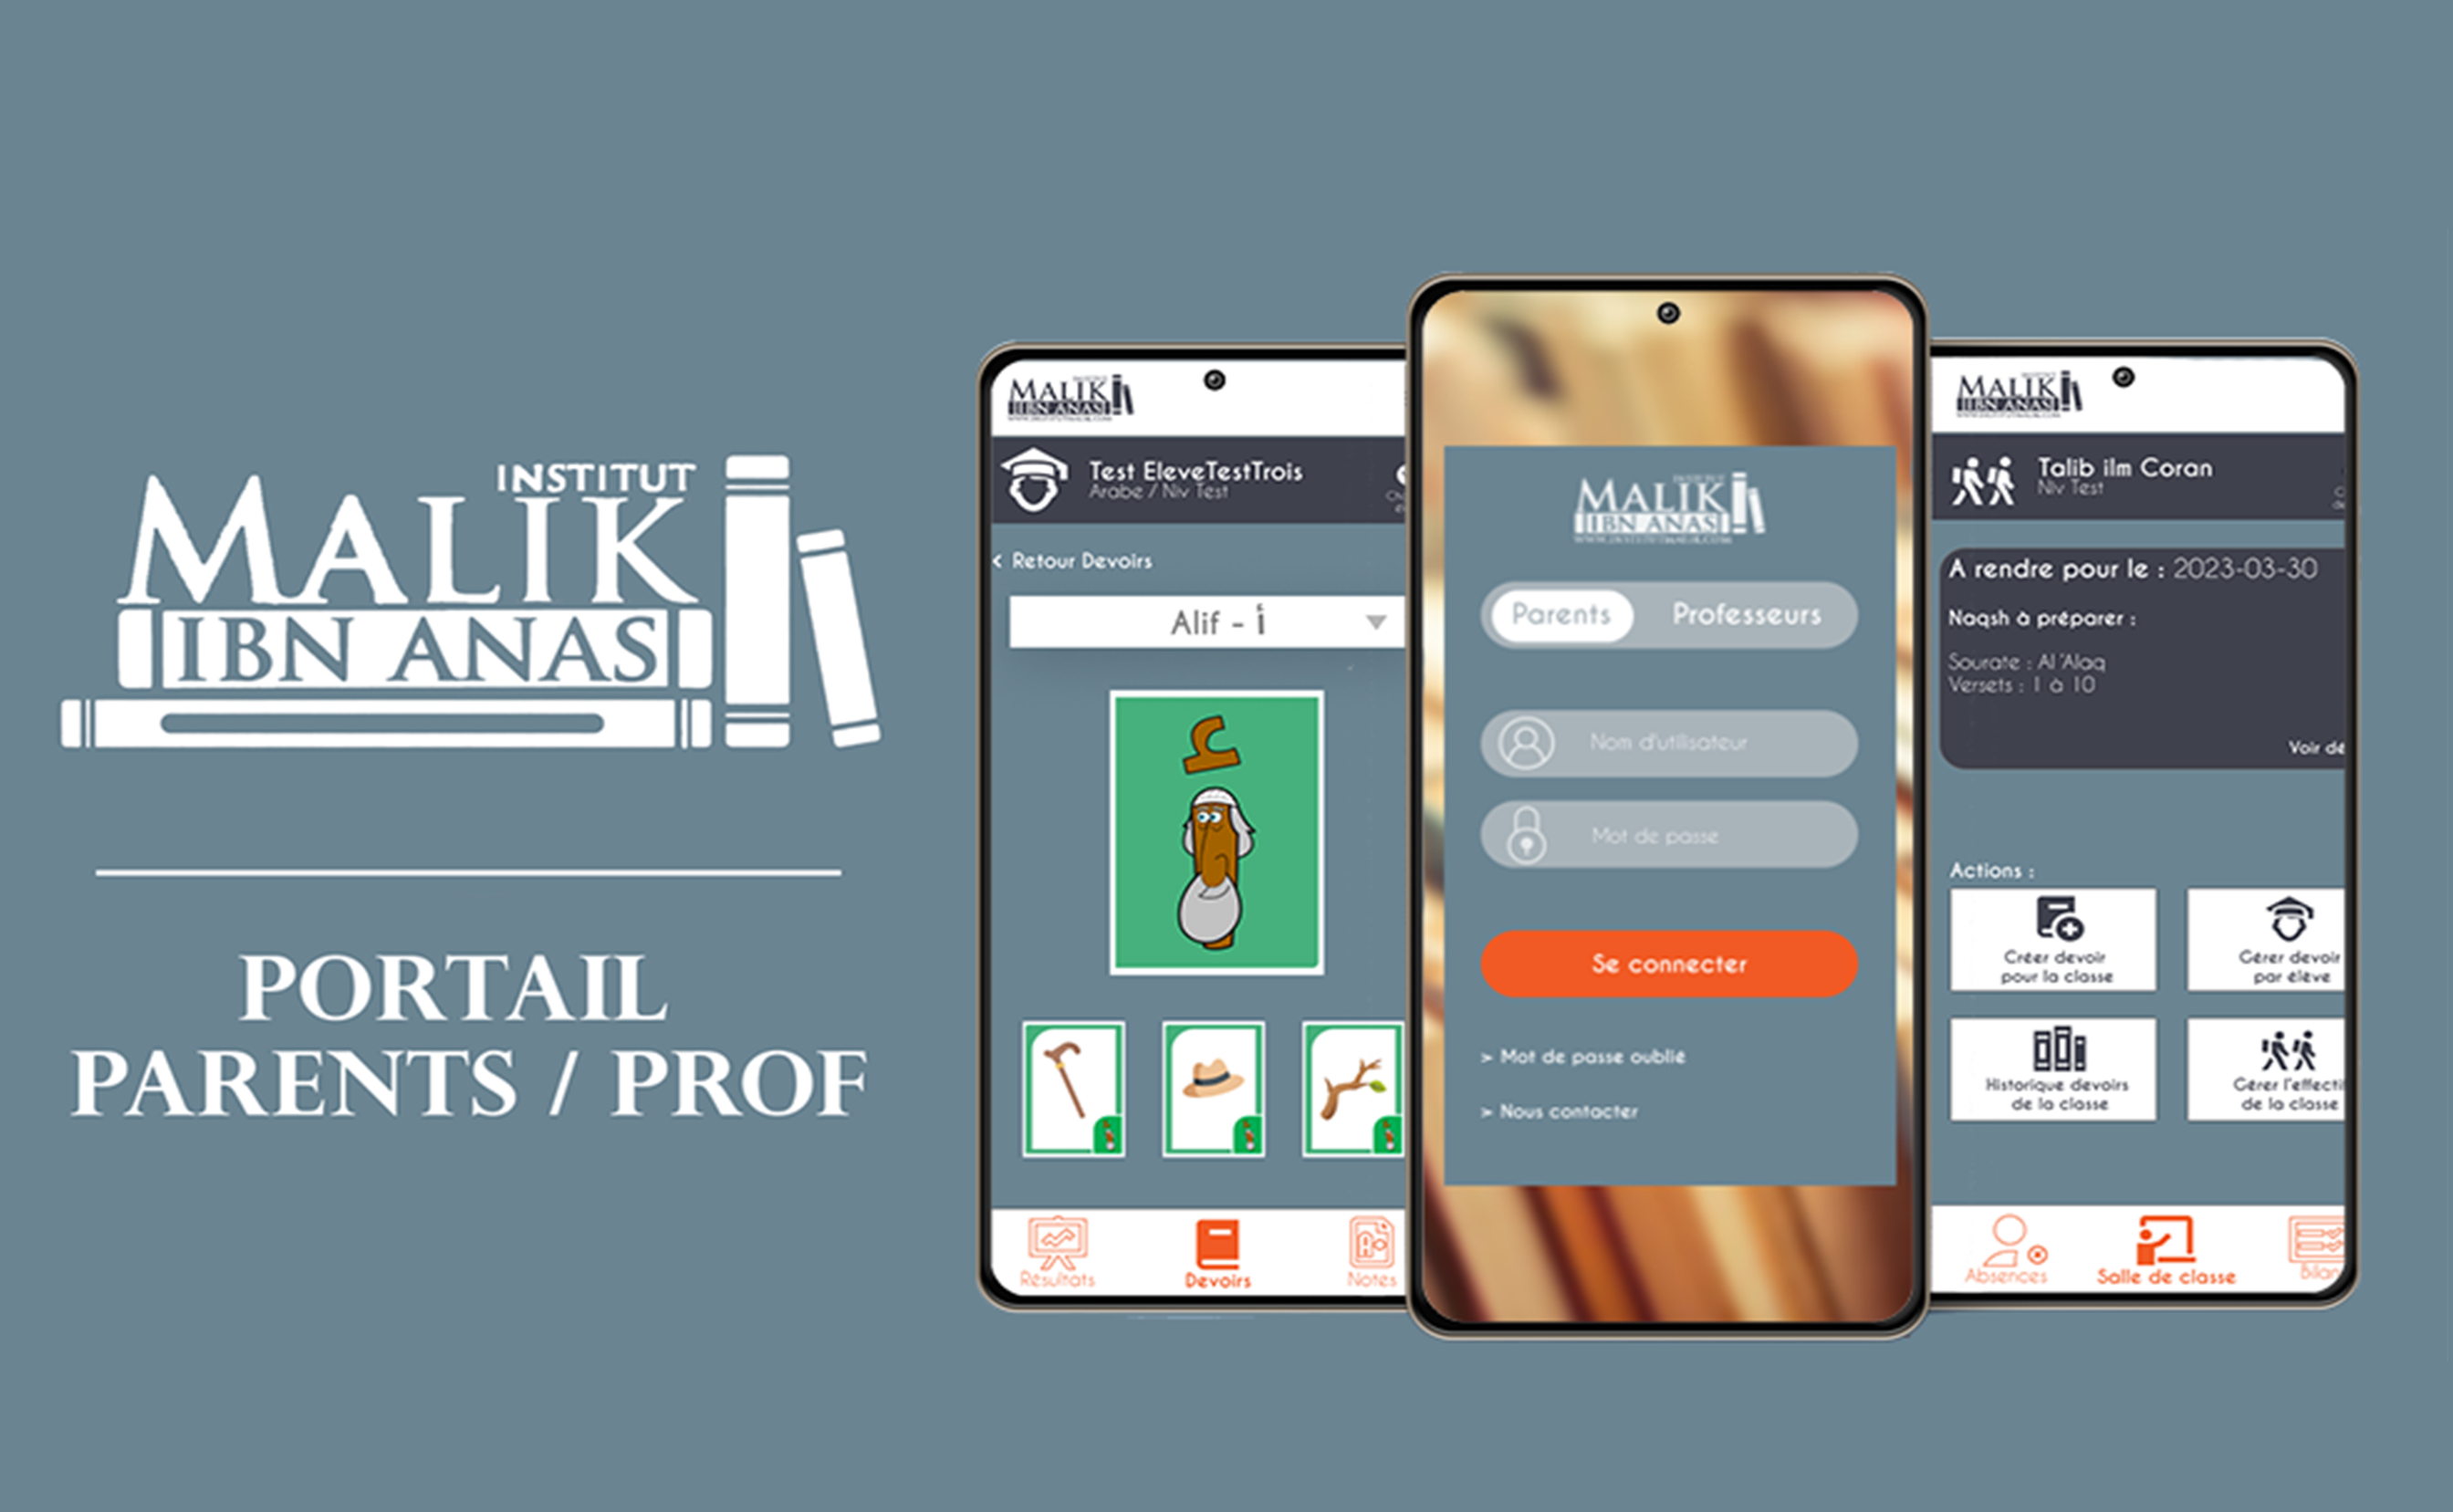 INSTITUT
MALIK
IBN ANAS
PORTAIL
PARENTS / PROF
MALIK
IBN ANAS
Test EleveTestTrois
Arabe / Niv Test
< Retour Devoirs
Alif - أ
Résultats
Devoirs
Notes
MALIK
IBN ANAS
Parents
Professeurs
Nom d'utilisateur
Mot de passe
Se connecter
> Mot de passe oublié
> Nous contacter
MALIK
IBN ANAS
Talib ilm Coran
Niv Test
A rendre pour le : 2023-03-30
Naqsh à préparer :
Sourate : Al 'Alaq
Versets : 1 à 10
Voir dé
Actions :
Créer devoir
pour la classe
Gérer devoir
par élève
Historique devoirs
de la classe
Gérer l'effecti
de la classe
Absences
Salle de classe
Bilan